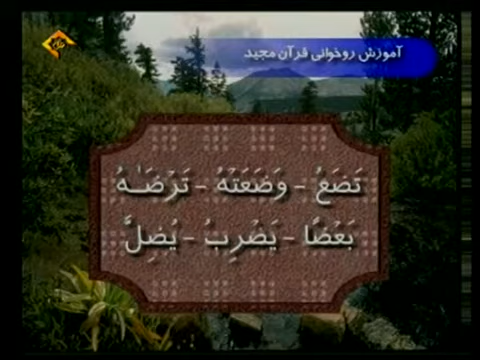 آموزش روخوانی قرآن مجید
تَضَعُ - وَضَعَتْهُ - تَرْضَىٰهُ
بَعْضًا - يَضْرِبُ - يُضِلَّ